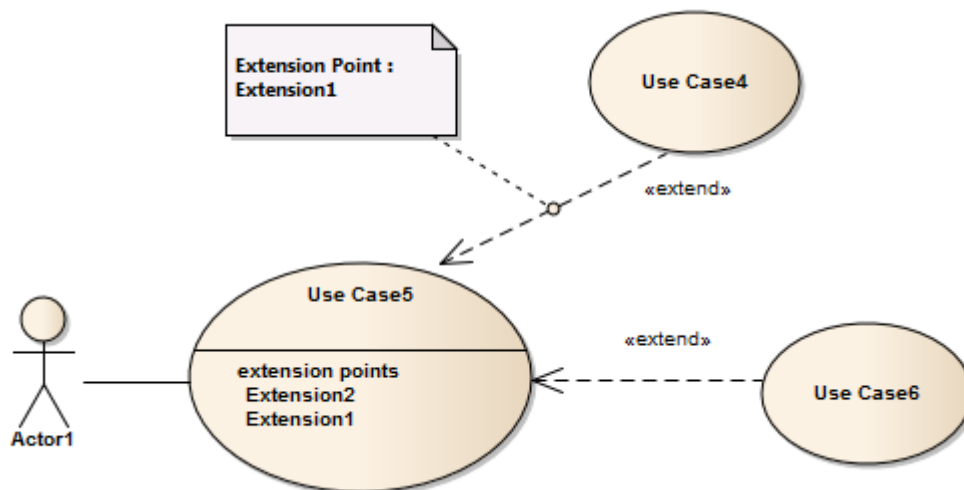 Extension Point :
Extension1
Use Case4
«extend»
Use Case5
extension points
Extension2
Extension1
«extend»
Use Case6
Actor1